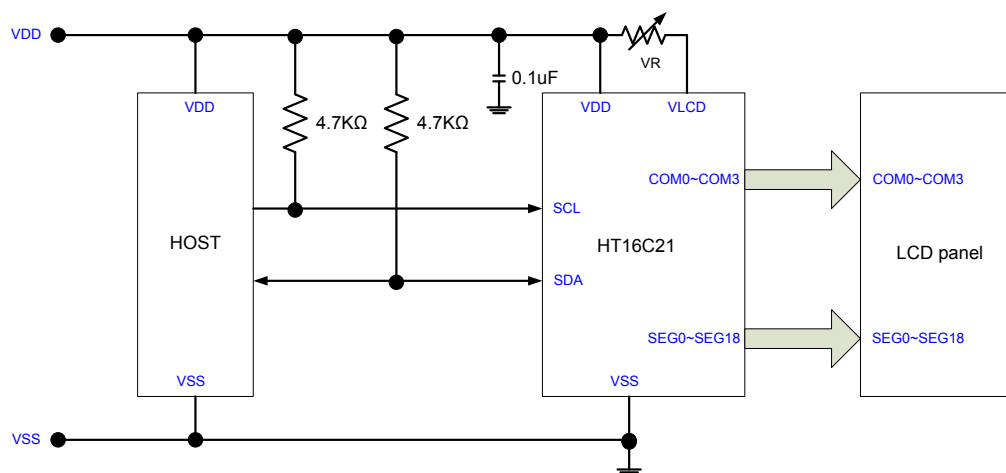 VDD
VR
0.1uF
VDD
VDD
VLCD
4.7KΩ
4.7KΩ
COM0~COM3
COM0~COM3
SCL
HOST
HT16C21
LCD panel
SDA
SEG0~SEG18
SEG0~SEG18
VSS
VSS
VSS